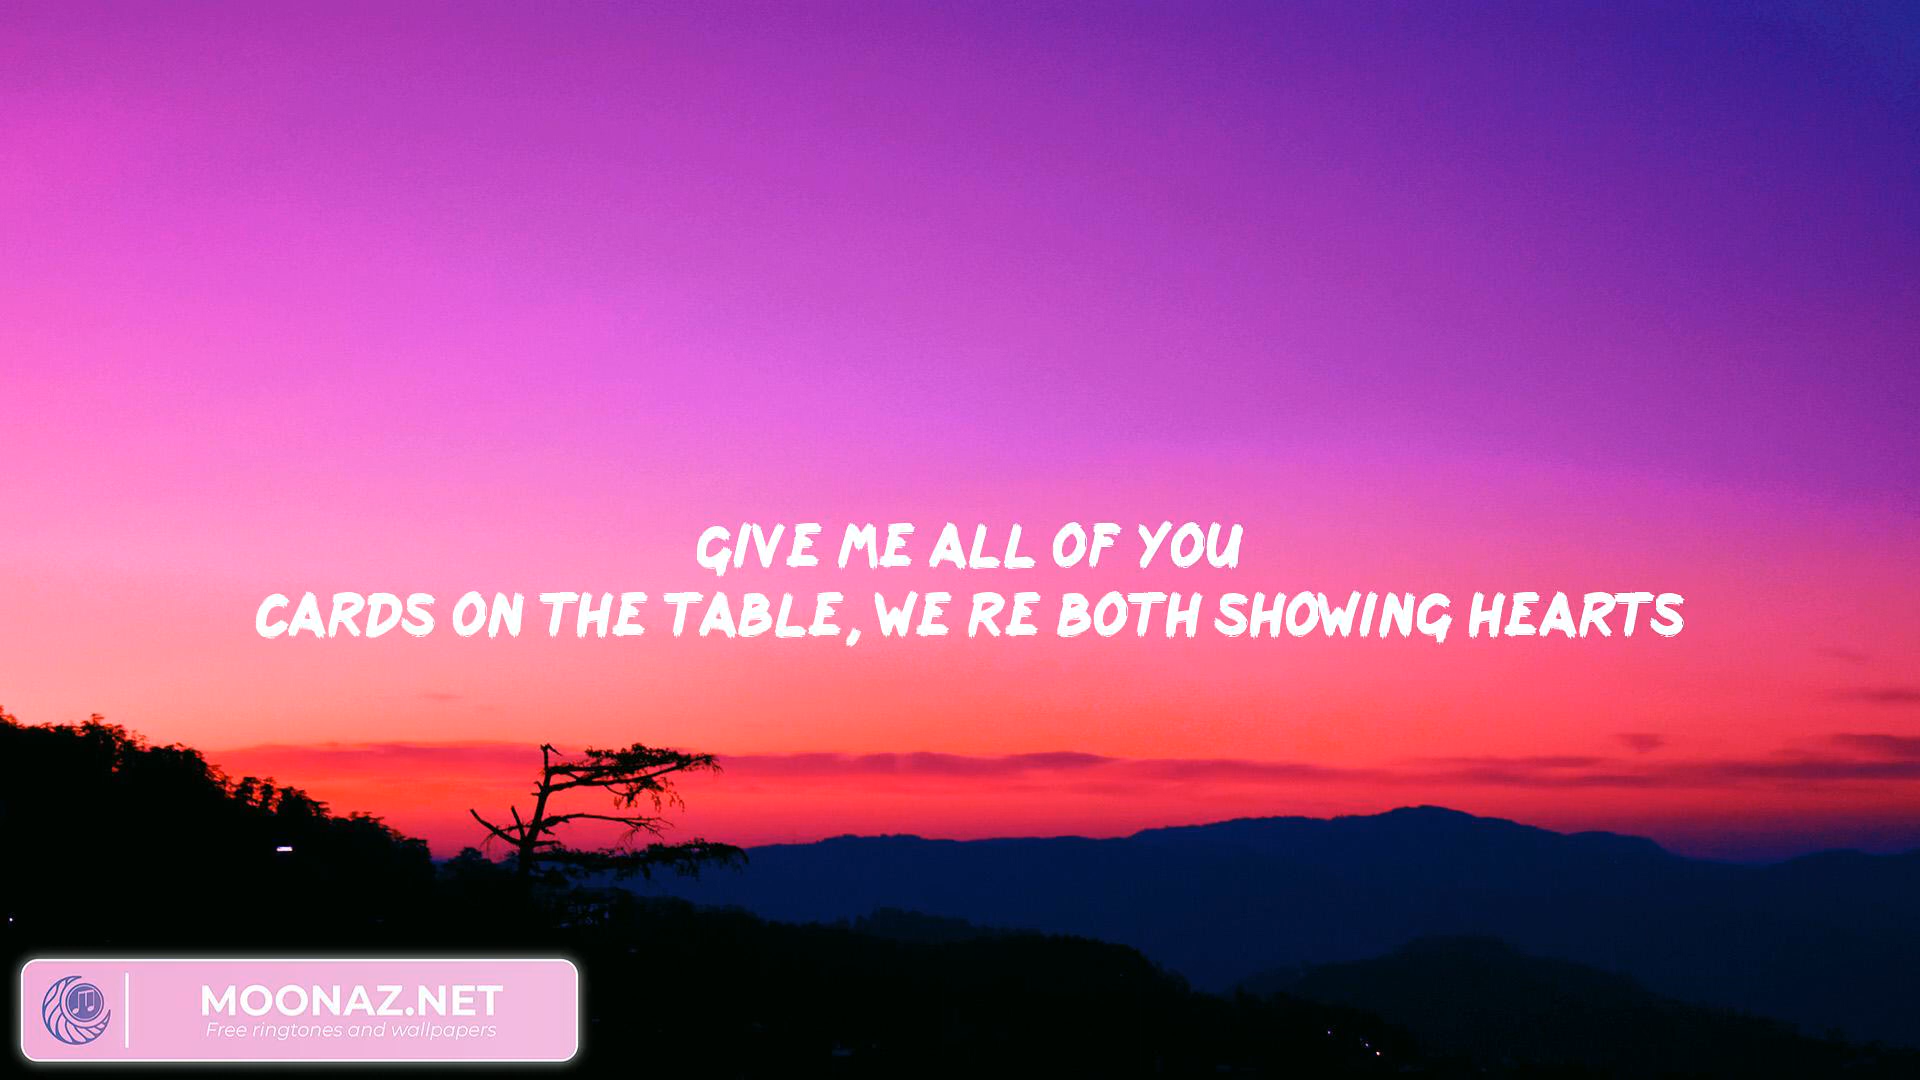 GIVE ME ALL OF YOU
CARDS ON THE TABLE, WE RE BOTH SHOWING HEARTS
MOONAZ.NET
Free ringtones and wallpapers